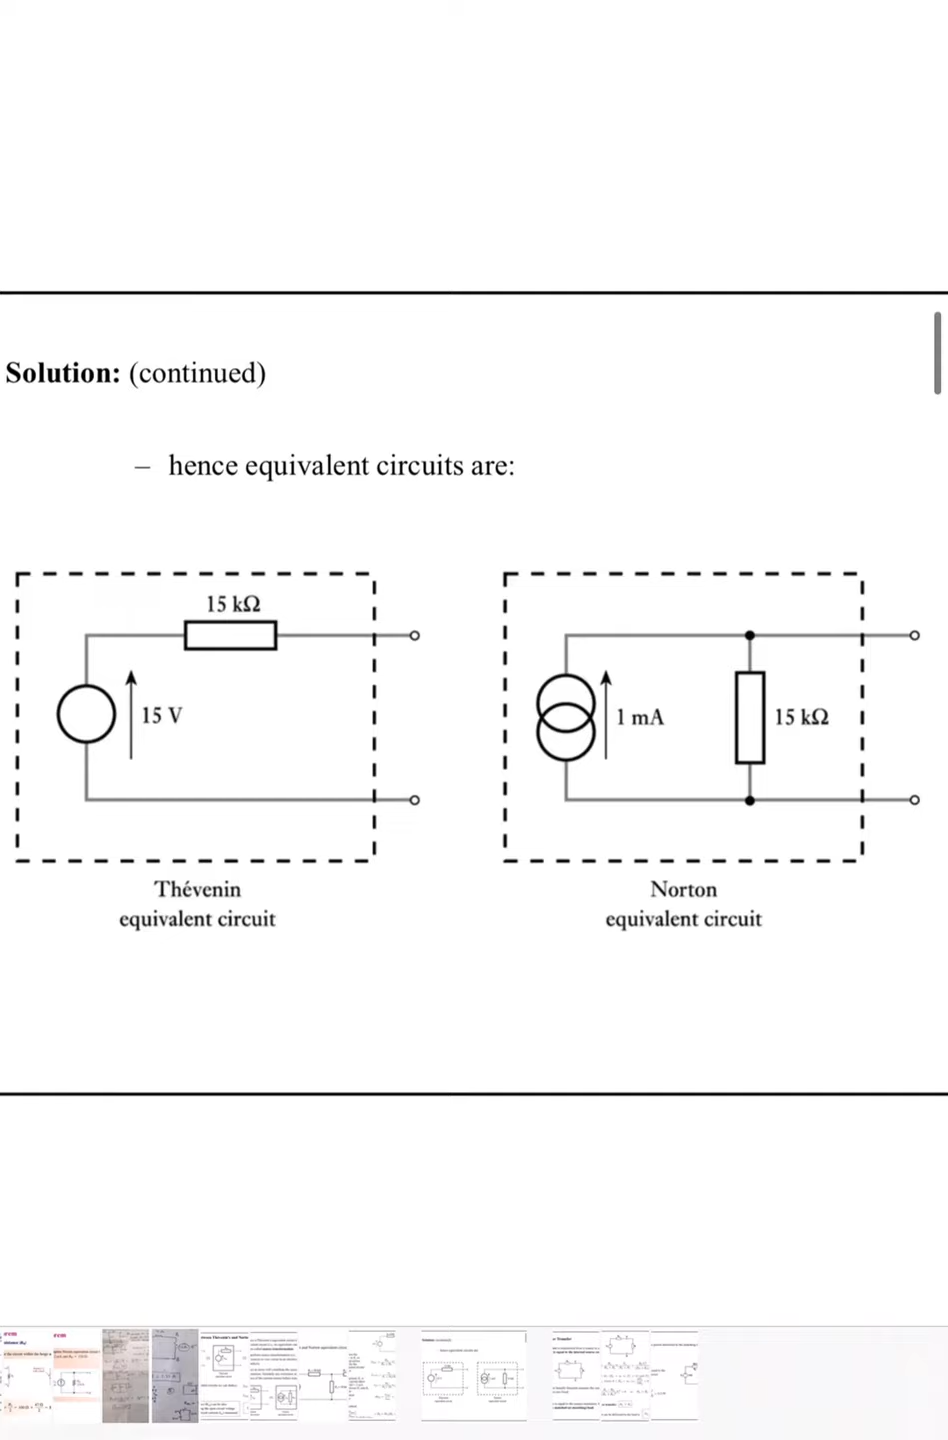 Solution: (continued)
– hence equivalent circuits are:
15 kΩ
15 V
1 mA
15 kΩ
Thévenin
equivalent circuit
Norton
equivalent circuit